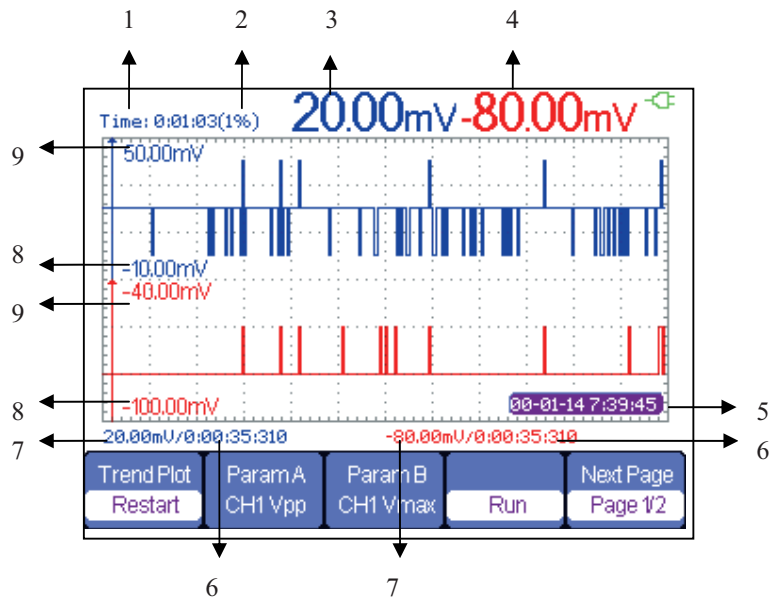 1 2 3 4
Time: 0:01:03(1%) 20.00mV -80.00mV
9 50.00mV
8 -10.00mV
9 -40.00mV
8 -100.00mV 00-01-14 7:39:45 5
7 20.00mV/0:00:35:310 -80.00mV/0:00:35:310 6
Trend Plot Param A Param B Next Page
Restart CH1 Vpp CH1 Vmax Run Page 1/2
6 7